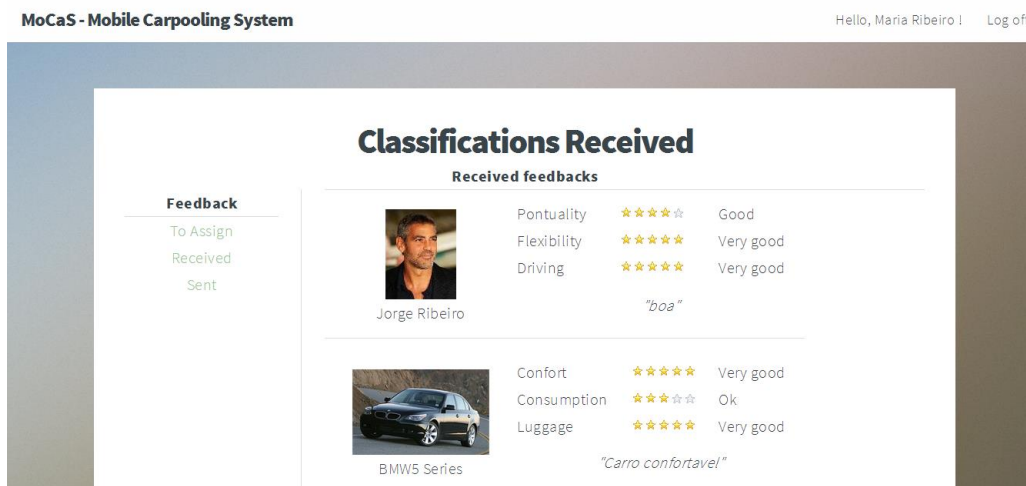 MoCaS - Mobile Carpooling System
Hello, Maria Ribeiro ! Log of
Classifications Received
Received feedbacks
Feedback
To Assign
Received
Sent
Pontuality Good
Flexibility Very good
Driving Very good
"boa"
Jorge Ribeiro
Confort Very good
Consumption Ok
Luggage Very good
"Carro confortavel"
BMW5 Series